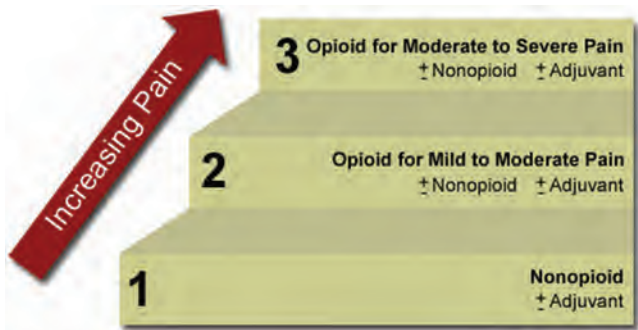 Increasing Pain
3 Opioid for Moderate to Severe Pain
± Nonopioid ± Adjuvant
2 Opioid for Mild to Moderate Pain
± Nonopioid ± Adjuvant
1 Nonopioid
± Adjuvant